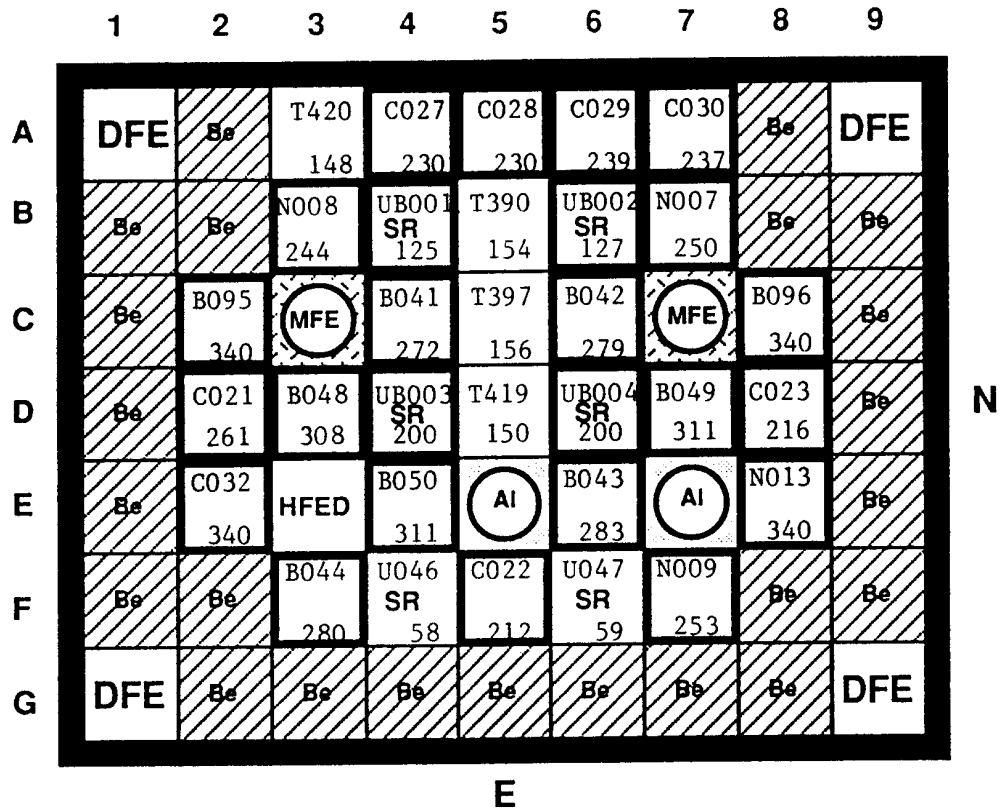 1 2 3 4 5 6 7 8 9
A DFE Be T420 148 C027 230 C028 230 C029 239 C030 237 Be DFE
B Be Be N008 244 UB001 SR 125 T390 154 UB002 SR 127 N007 250 Be Be
C Be B095 340 MFE B041 272 T397 156 B042 279 MFE B096 340 Be
D Be C021 261 B048 308 UB003 SR 200 T419 150 UB004 SR 200 B049 311 C023 216 Be N
E Be C032 340 HFED B050 311 Al B043 283 Al N013 340 Be
F Be Be B044 280 U046 SR 58 C022 212 U047 SR 59 N009 253 Be Be
G DFE Be Be Be Be Be Be Be DFE
E